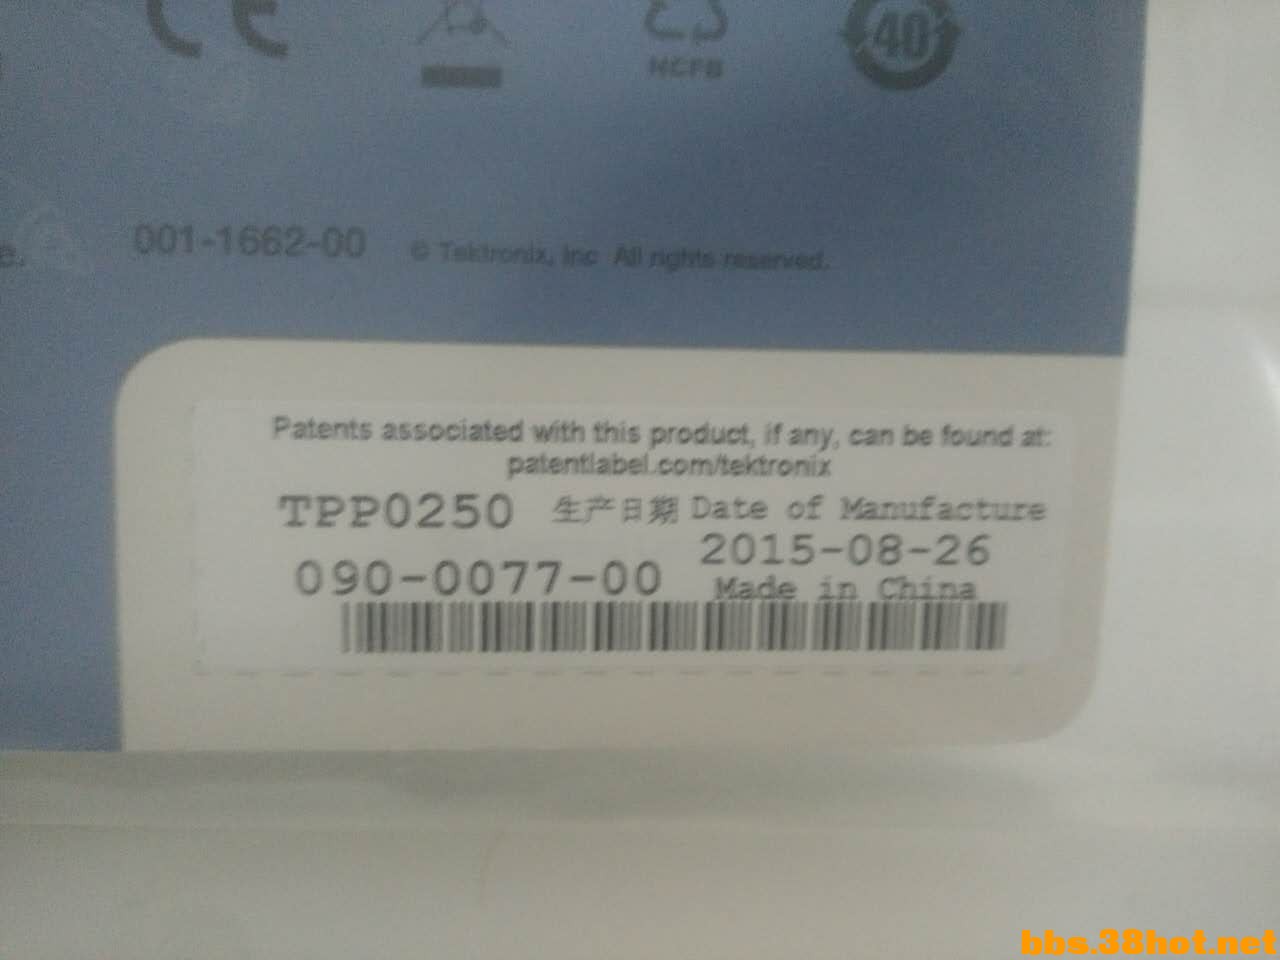 CE
NCFB
40
e.
001-1662-00 © Tektronix, Inc All rights reserved.
Patents associated with this product, if any, can be found at:
patentlabel.com/tektronix
TPP0250 生产日期 Date of Manufacture
2015-08-26
090-0077-00
Made in China
bbs.38hot.net